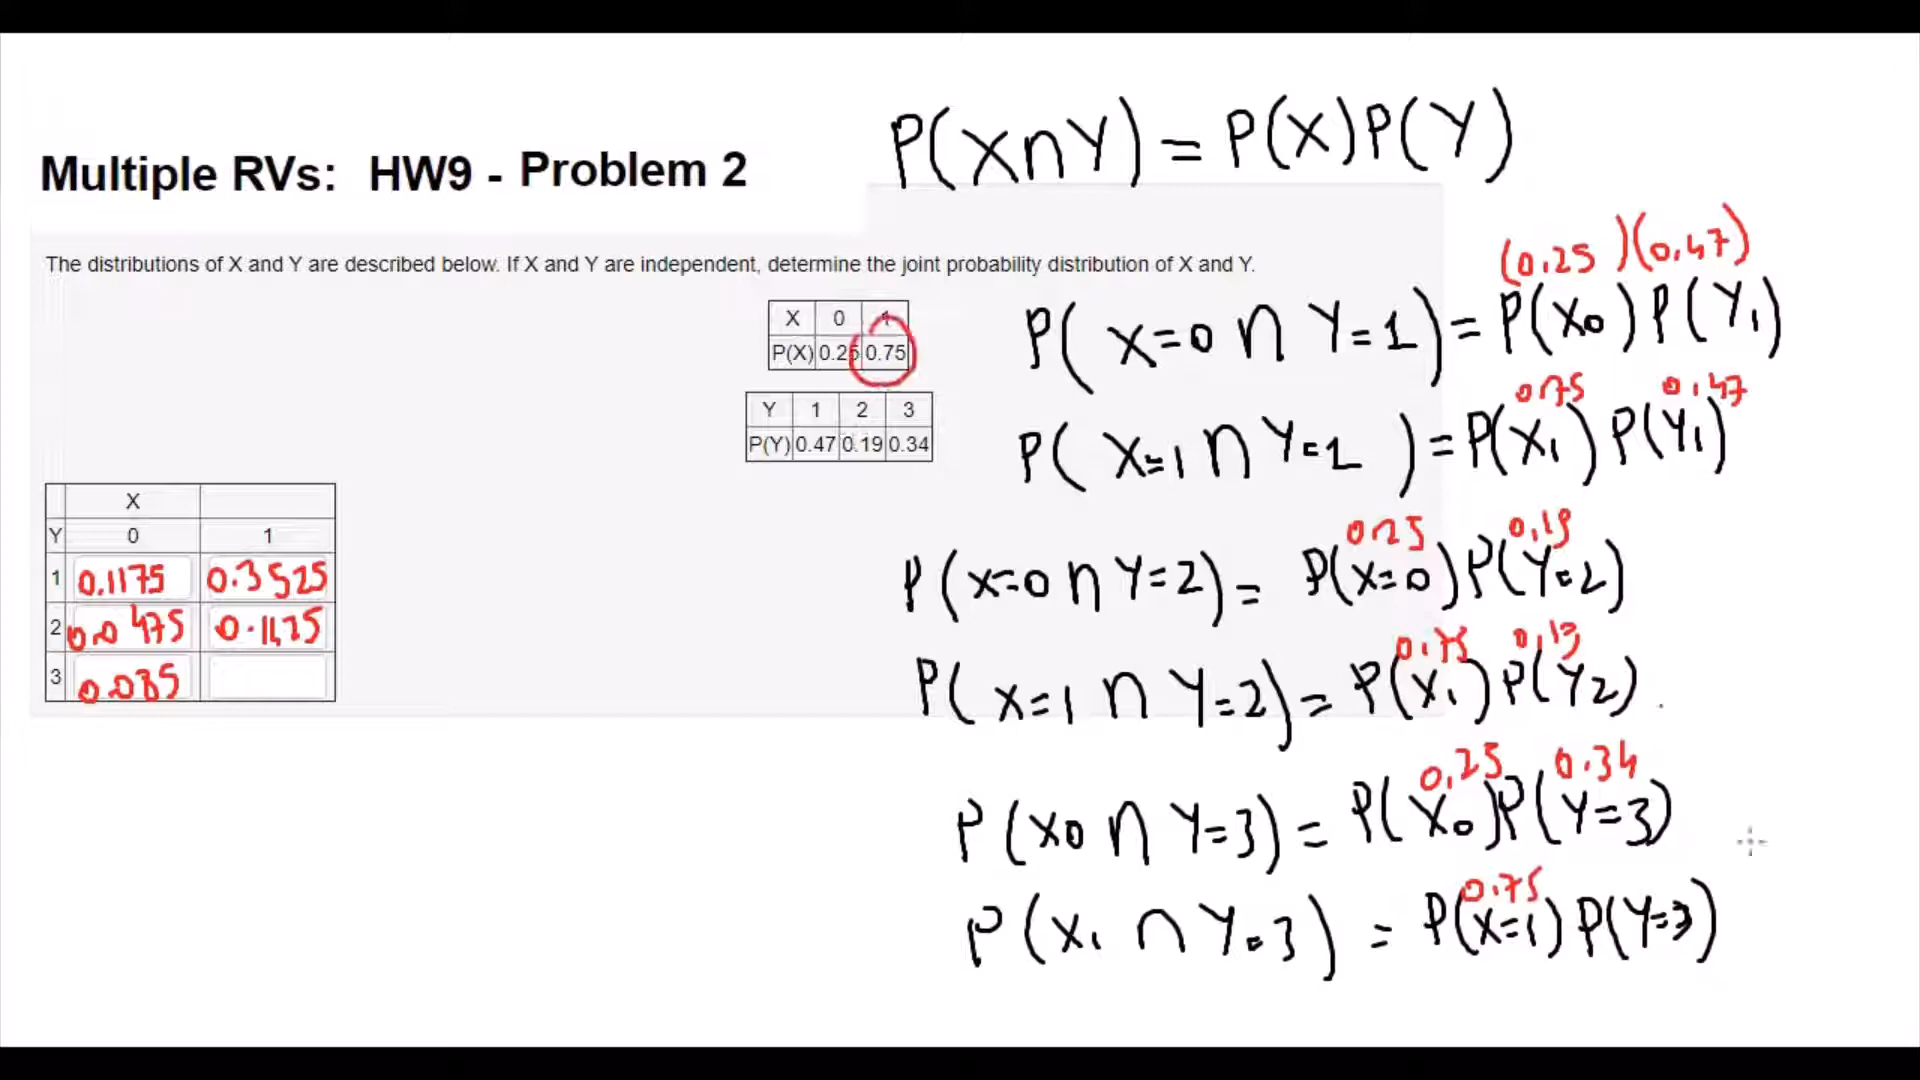 P(X∩Y) = P(X)P(Y)
Multiple RVs: HW9 - Problem 2
The distributions of X and Y are described below. If X and Y are independent, determine the joint probability distribution of X and Y.
X 0 1
P(X) 0.25 0.75
Y 1 2 3
P(Y) 0.47 0.19 0.34
X
Y 0 1
1 0.1175 0.3525
2 0.0475 0.1425
3 0.085
(0.25)(0.47)
P(X=0 ∩ Y=1) = P(X0)P(Y1)
0.75 0.47
P(X=1 ∩ Y=1) = P(X1)P(Y1)
0.25 0.19
P(X=0 ∩ Y=2) = P(X=0)P(Y=2)
0.75 0.19
P(X=1 ∩ Y=2) = P(X1)P(Y2)
0.25 0.34
P(X0 ∩ Y=3) = P(X0)P(Y=3)
0.75
P(X1 ∩ Y=3) = P(X=1)P(Y=3)